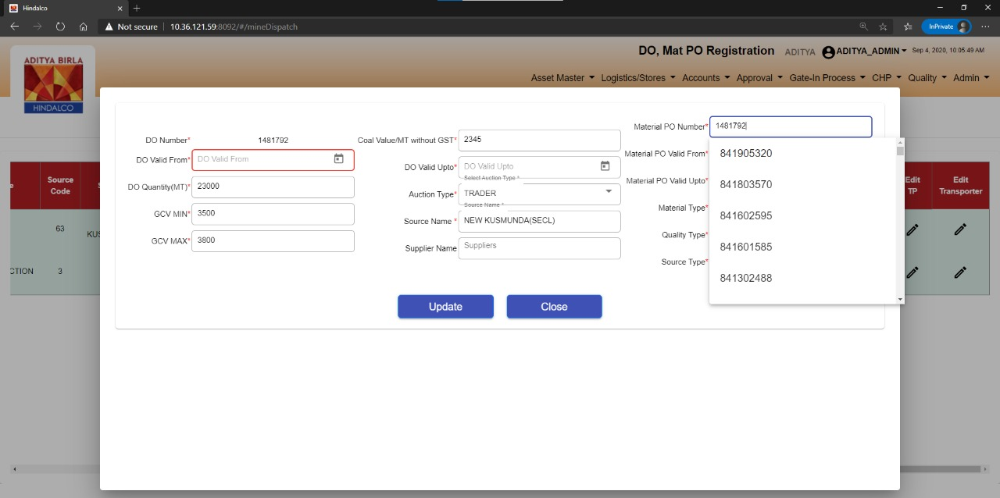 Hindalco
Not secure
10.36.121.59:8092/#/mineDispatch
InPrivate
ADITYA BIRLA
HINDALCO
DO, Mat PO Registration
ADITYA
ADITYA_ADMIN
Sep 4, 2020, 10:05:49 AM
Asset Master
Logistics/Stores
Accounts
Approval
Gate-In Process
CHP
Quality
Admin
DO Number*
1481792
DO Valid From*
DO Valid From
DO Quantity(MT)*
23000
GCV MIN*
3500
GCV MAX*
3800
Coal Value/MT without GST*
2345
DO Valid Upto*
DO Valid Upto
Select Auction Type *
Auction Type*
TRADER
Source Name *
Source Name *
NEW KUSMUNDA(SECL)
Supplier Name
Suppliers
Material PO Number*
1481792
Material PO Valid From*
Material PO Valid Upto*
Material Type*
Quality Type*
Source Type*
841905320
841803570
841602595
841601585
841302488
Update
Close
Source
Code
63
KUS
CTION
3
Edit
TP
Edit
Transporter